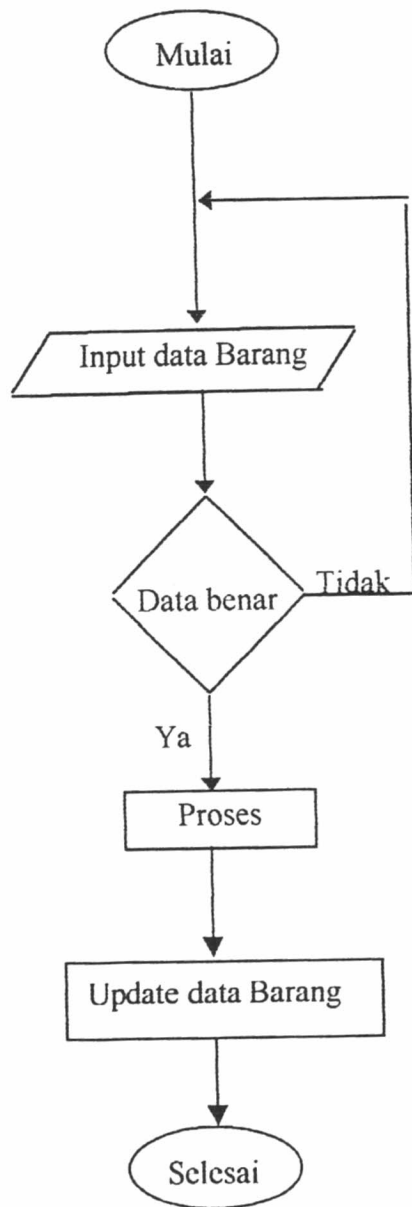 Mulai
Input data Barang
Data benar
Tidak
Ya
Proses
Update data Barang
Selesai